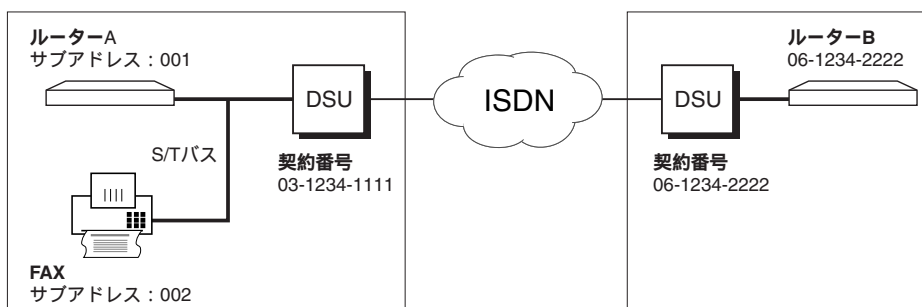 ルーターA
サブアドレス：001
DSU
S/Tバス
契約番号
03-1234-1111
FAX
サブアドレス：002
ISDN
ルーターB
06-1234-2222
DSU
契約番号
06-1234-2222